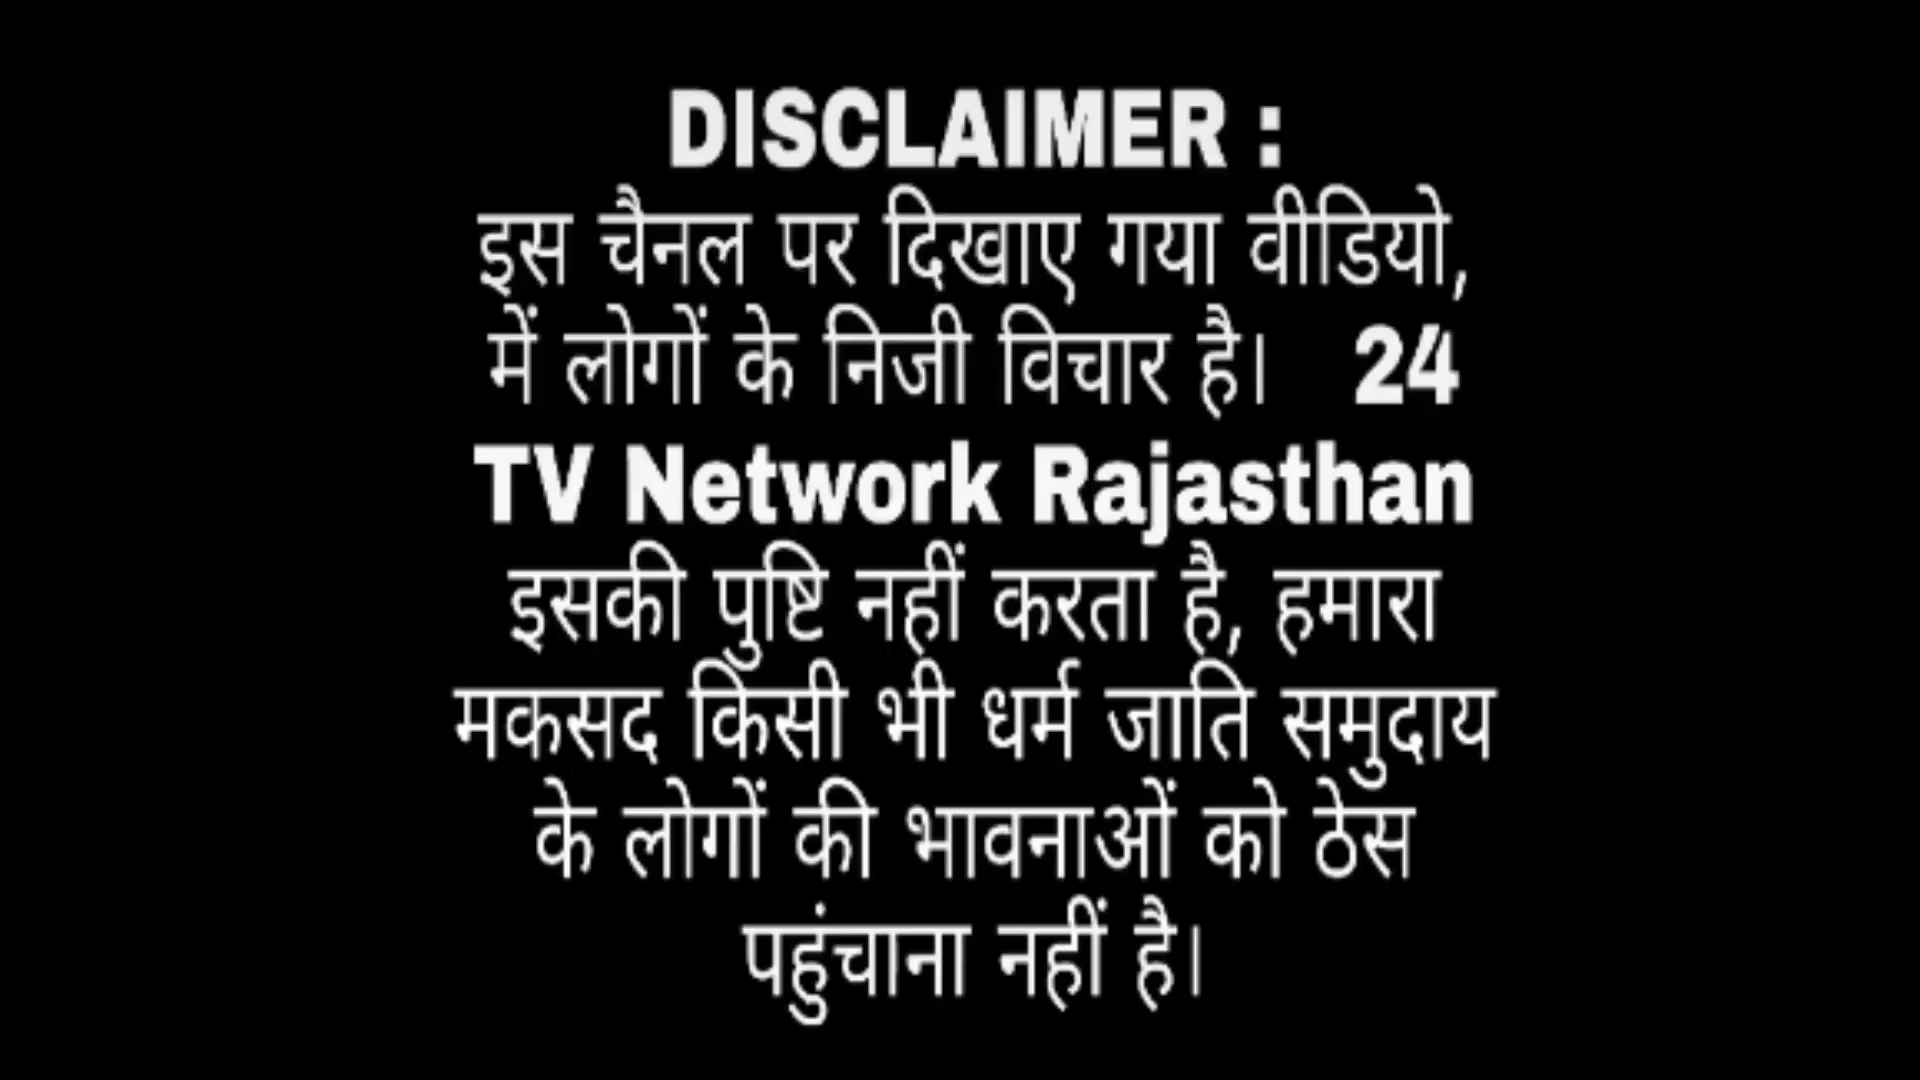 DISCLAIMER :
इस चैनल पर दिखाए गया वीडियो,
में लोगों के निजी विचार है। 24
TV Network Rajasthan
इसकी पुष्टि नहीं करता है, हमारा
मकसद किसी भी धर्म जाति समुदाय
के लोगों की भावनाओं को ठेस
पहुंचाना नहीं है।